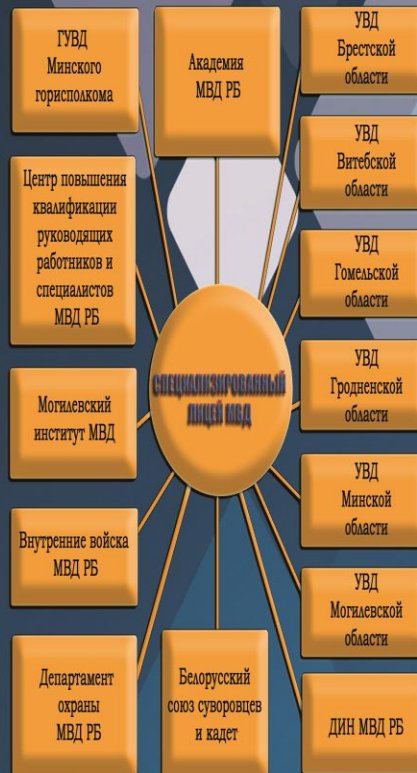 ГУВД
Минского
горисполкома
Академия
МВД РБ
УВД
Брестской
области
Центр повышения
квалификации
руководящих
работников и
специалистов
МВД РБ
УВД
Витебской
области
УВД
Гомельской
области
СПЕЦИАЛИЗИРОВАННЫЙ
ЛИЦЕЙ МВД
УВД
Гродненской
области
Могилевский
институт МВД
УВД
Минской
области
Внутренние войска
МВД РБ
УВД
Могилевской
области
Департамент
охраны
МВД РБ
Белорусский
союз суворовцев
и кадет
ДИН МВД РБ